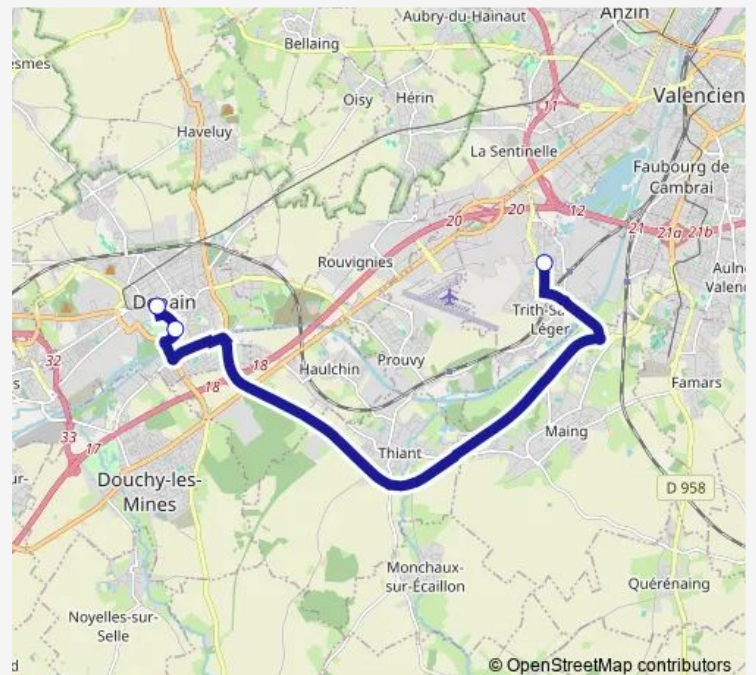 Aubry-du-Hainaut
Anzin
Bellaing
esmes
Oisy
Hérin
11
Valencien
Haveluy
La Sentinelle
Faubourg de
Cambrai
20
20
12
21
21a
21b
Rouvignies
Auln
Valen
Trith-Sa
Léger
Haulchin
Prouvy
32
18
18
Famars
33
17
Maing
Thiant
Douchy-les-
Mines
D 958
Monchaux-
sur-Écaillon
Quérénaing
Noyelles-sur-
Selle
© OpenStreetMap contributors